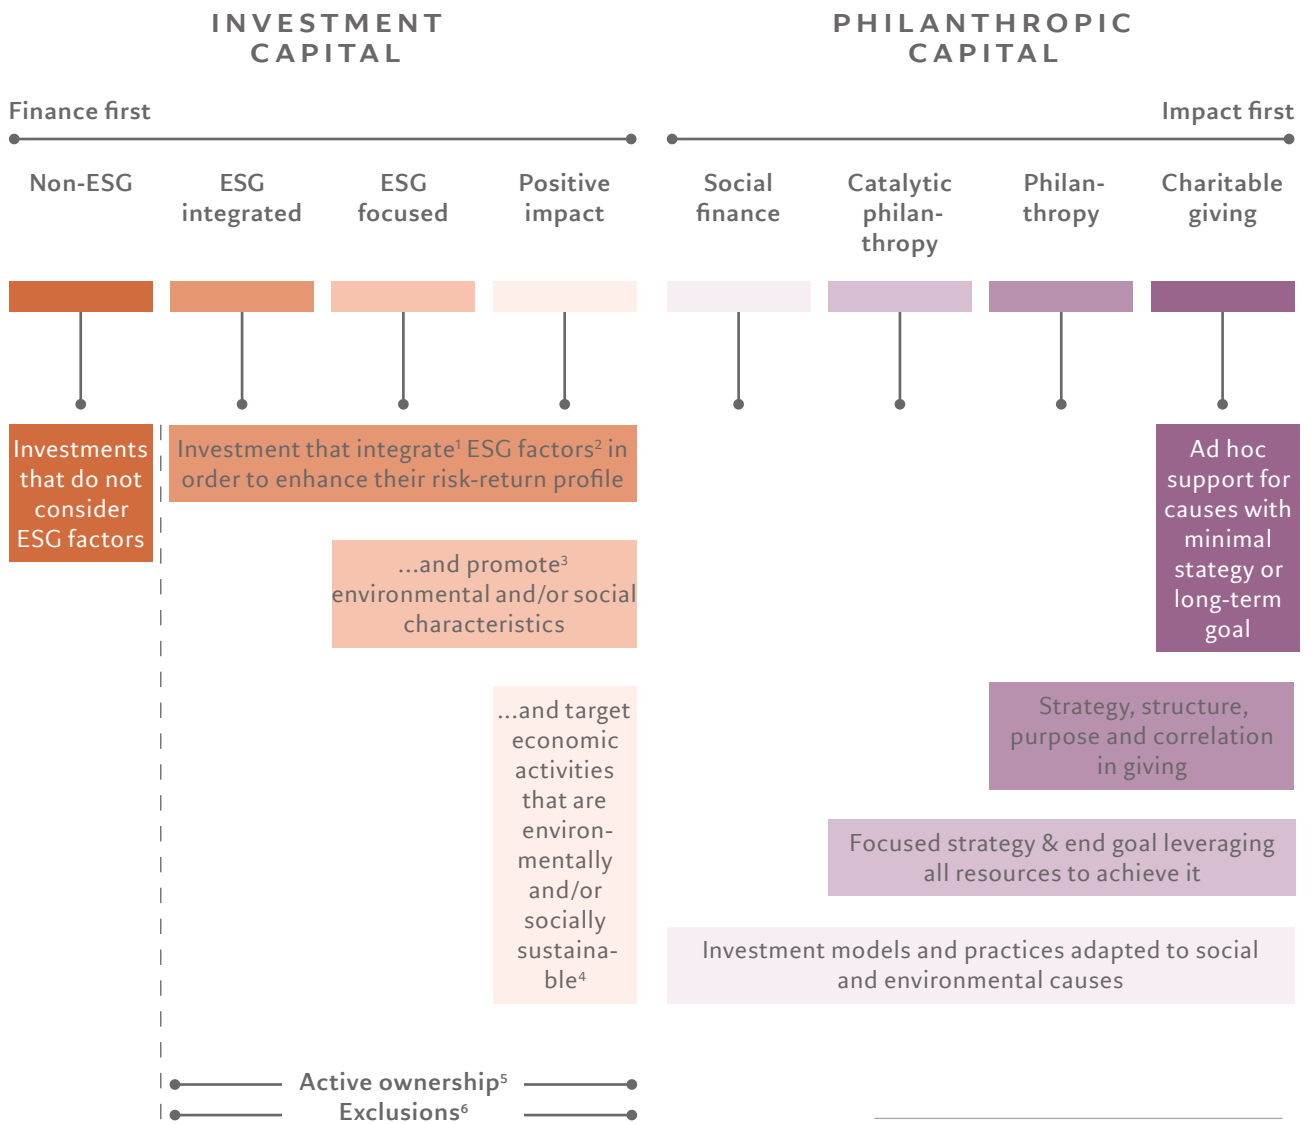 INVESTMENT
CAPITAL
PHILANTHROPIC
CAPITAL
Finance first
Impact first
Non-ESG
ESG
integrated
ESG
focused
Positive
impact
Social
finance
Catalytic
philan-
thropy
Philan-
thropy
Charitable
giving
Investments
that do not
consider
ESG factors
Investment that integrate¹ ESG factors² in
order to enhance their risk-return profile
...and promote³
environmental and/or social
characteristics
...and target
economic
activities
that are
environ-
mentally
and/or
socially
sustaina-
ble⁴
Ad hoc
support for
causes with
minimal
stategy or
long-term
goal
Strategy, structure,
purpose and correlation
in giving
Focused strategy & end goal leveraging
all resources to achieve it
Investment models and practices adapted to social
and environmental causes
Active ownership⁵
Exclusions⁶